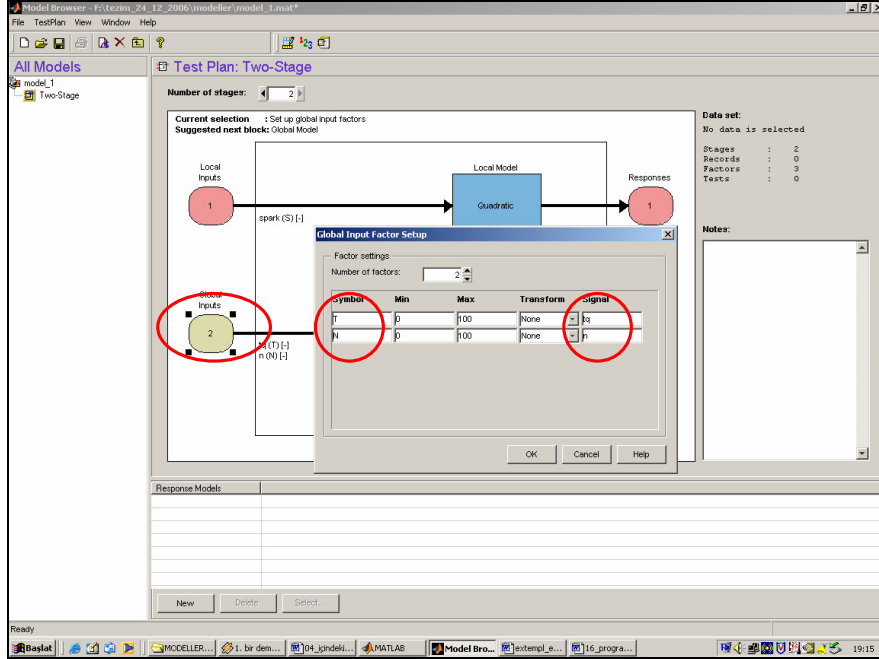 Model Browser - F:\tezim_24_12_2006\modeller\model_1.mat*
File TestPlan View Window Help
All Models
Test Plan: Two-Stage
model_1
Two-Stage
Number of stages: 2
Current selection : Set up global input factors
Suggested next block: Global Model
Data set:
No data is selected
Stages : 2
Records : 0
Factors : 3
Tests : 0
Notes:
Local
Inputs
1
spark (S) [-]
Local Model
Quadratic
Responses
1
Global
Inputs
2
tq (T) [-]
n (N) [-]
Global Input Factor Setup
Factor settings
Number of factors: 2
Symbol Min Max Transform Signal
T 0 100 None tq
N 0 100 None n
OK Cancel Help
Response Models
New Delete Select...
Ready
Başlat MODELLER... 1. bir dem... 04_içindeki... MATLAB Model Bro... extempl_e... 16_progra... 19:15